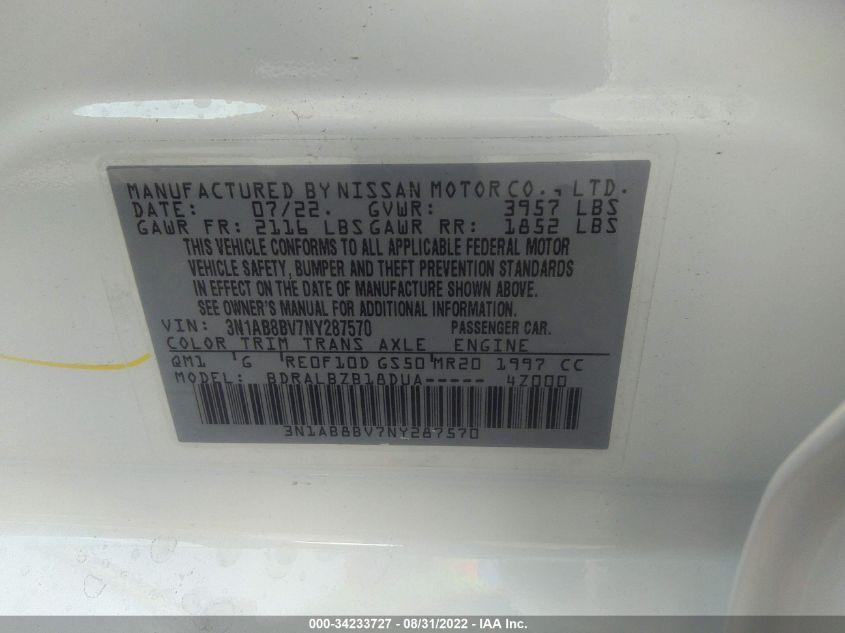 MANUFACTURED BY NISSAN MOTOR CO., LTD.
DATE: 07/22. GVWR: 3957 LBS
GAWR FR: 2116 LBS GAWR RR: 1852 LBS
THIS VEHICLE CONFORMS TO ALL APPLICABLE FEDERAL MOTOR
VEHICLE SAFETY, BUMPER AND THEFT PREVENTION STANDARDS
IN EFFECT ON THE DATE OF MANUFACTURE SHOWN ABOVE.
SEE OWNER'S MANUAL FOR ADDITIONAL INFORMATION.
VIN: 3N1AB8BV7NY287570 PASSENGER CAR.
COLOR TRIM TRANS AXLE ENGINE
QM1 G RE0F10D GS50 MR20 1997 CC
MODEL: BDRALBZB18DUA----- 4Z000
3N1AB8BV7NY287570
000-34233727 - 08/31/2022 - IAA Inc.